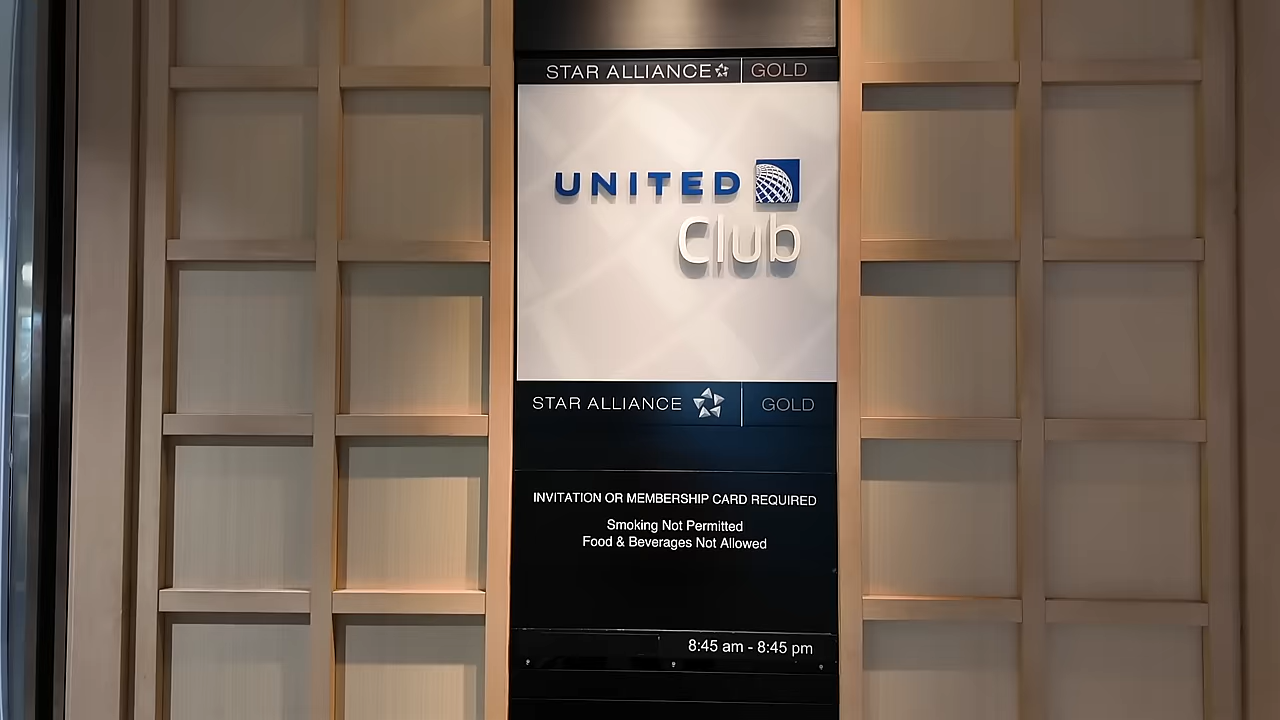 STAR ALLIANCE GOLD
UNITED
Club
STAR ALLIANCE GOLD
INVITATION OR MEMBERSHIP CARD REQUIRED
Smoking Not Permitted
Food & Beverages Not Allowed
8:45 am - 8:45 pm